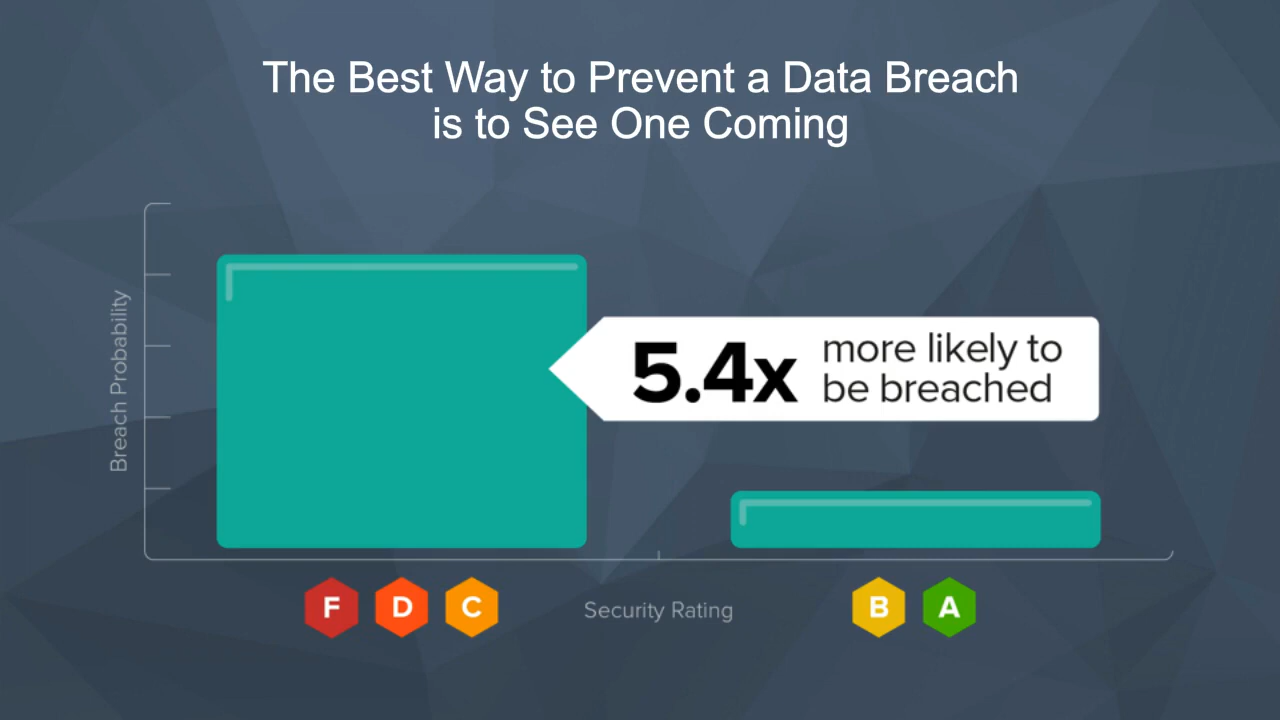 The Best Way to Prevent a Data Breach
is to See One Coming
Breach Probability
5.4x
more likely to
be breached
F D C
Security Rating
B A